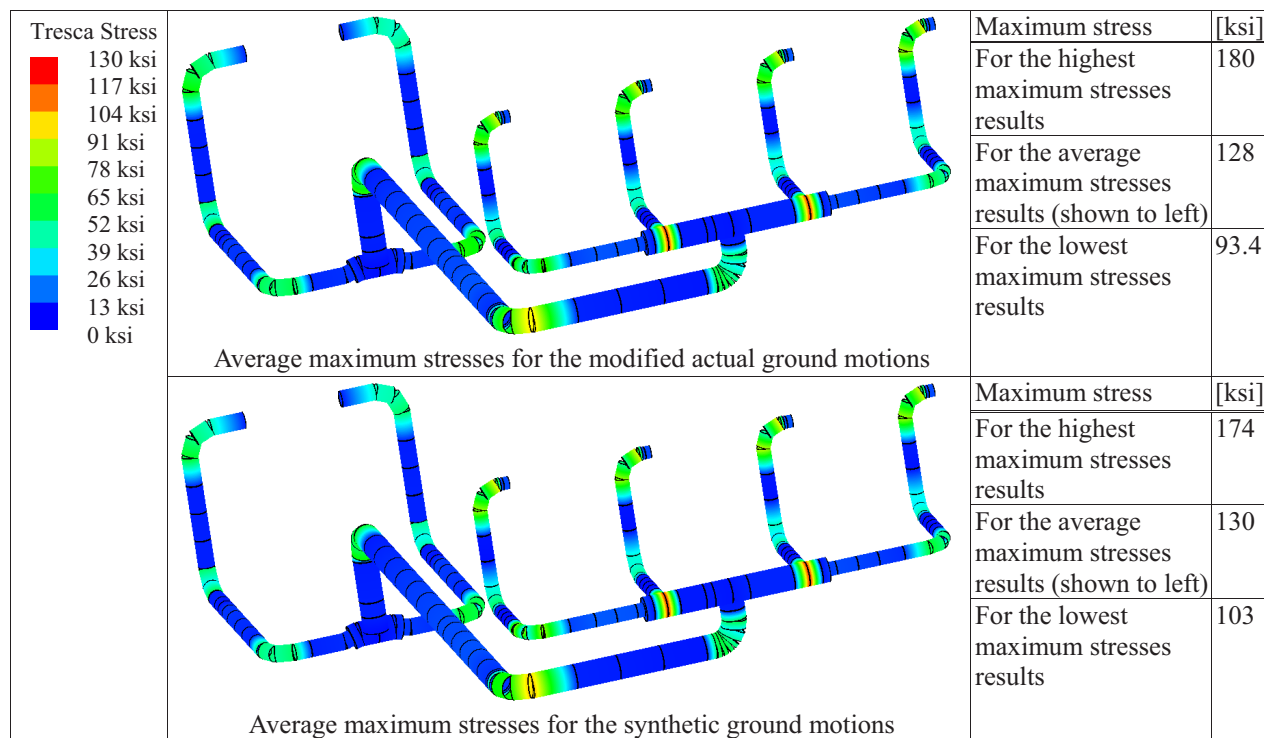 Tresca Stress
130 ksi
117 ksi
104 ksi
91 ksi
78 ksi
65 ksi
52 ksi
39 ksi
26 ksi
13 ksi
0 ksi
Average maximum stresses for the modified actual ground motions
Maximum stress [ksi]
For the highest 180
maximum stresses
results
For the average 128
maximum stresses
results (shown to left)
For the lowest 93.4
maximum stresses
results
Average maximum stresses for the synthetic ground motions
Maximum stress [ksi]
For the highest 174
maximum stresses
results
For the average 130
maximum stresses
results (shown to left)
For the lowest 103
maximum stresses
results